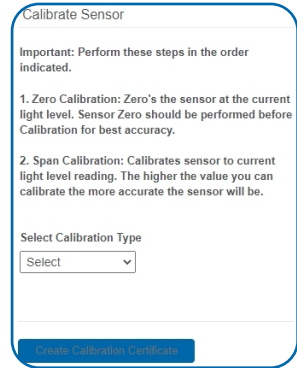 Calibrate Sensor
Important: Perform these steps in the order
indicated.
1. Zero Calibration: Zero's the sensor at the current
light level. Sensor Zero should be performed before
Calibration for best accuracy.
2. Span Calibration: Calibrates sensor to current
light level reading. The higher the value you can
calibrate the more accurate the sensor will be.
Select Calibration Type
Select
Create Calibration Certificate